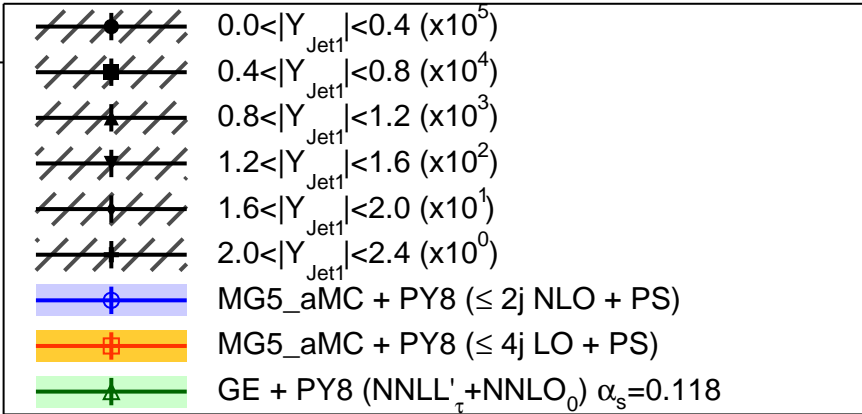 0.0<|Y_Jet1|<0.4 (x10^5)
0.4<|Y_Jet1|<0.8 (x10^4)
0.8<|Y_Jet1|<1.2 (x10^3)
1.2<|Y_Jet1|<1.6 (x10^2)
1.6<|Y_Jet1|<2.0 (x10^1)
2.0<|Y_Jet1|<2.4 (x10^0)
MG5_aMC + PY8 (≤ 2j NLO + PS)
MG5_aMC + PY8 (≤ 4j LO + PS)
GE + PY8 (NNLL'_τ+NNLO_0) α_s=0.118